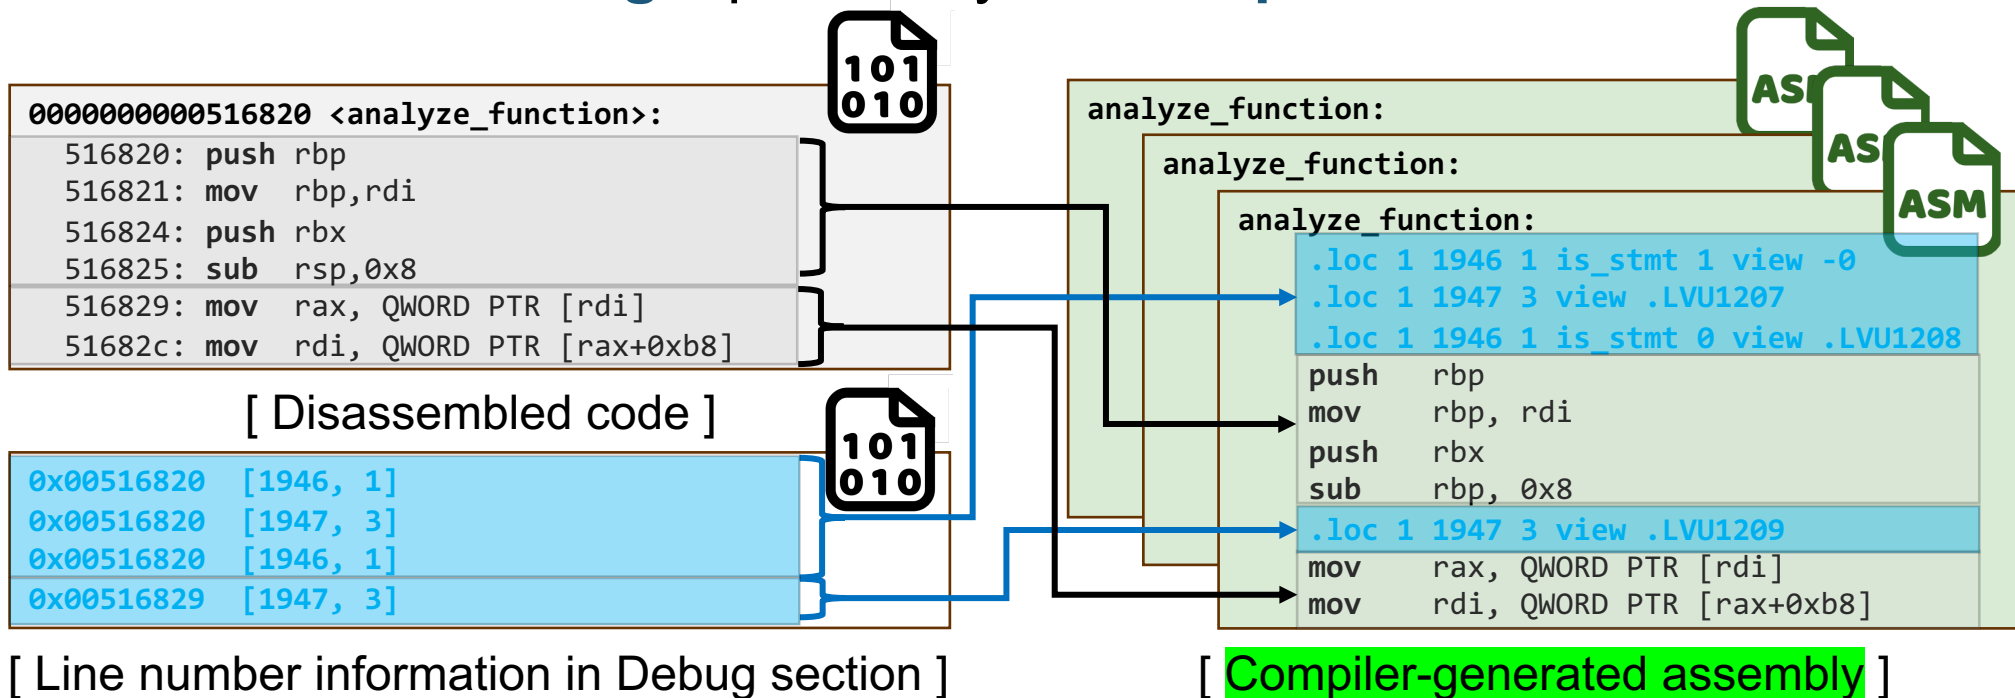 101
010
0000000000516820 <analyze_function>:
516820: push rbp
516821: mov rbp,rdi
516824: push rbx
516825: sub rsp,0x8
516829: mov rax, QWORD PTR [rdi]
51682c: mov rdi, QWORD PTR [rax+0xb8]
[ Disassembled code ]
101
010
0x00516820 [1946, 1]
0x00516820 [1947, 3]
0x00516820 [1946, 1]
0x00516829 [1947, 3]
[ Line number information in Debug section ]
ASM
analyze_function:
analyze_function:
analyze_function:
.loc 1 1946 1 is_stmt 1 view -0
.loc 1 1947 3 view .LVU1207
.loc 1 1946 1 is_stmt 0 view .LVU1208
push rbp
mov rbp, rdi
push rbx
sub rbp, 0x8
.loc 1 1947 3 view .LVU1209
mov rax, QWORD PTR [rdi]
mov rdi, QWORD PTR [rax+0xb8]
[ Compiler-generated assembly ]